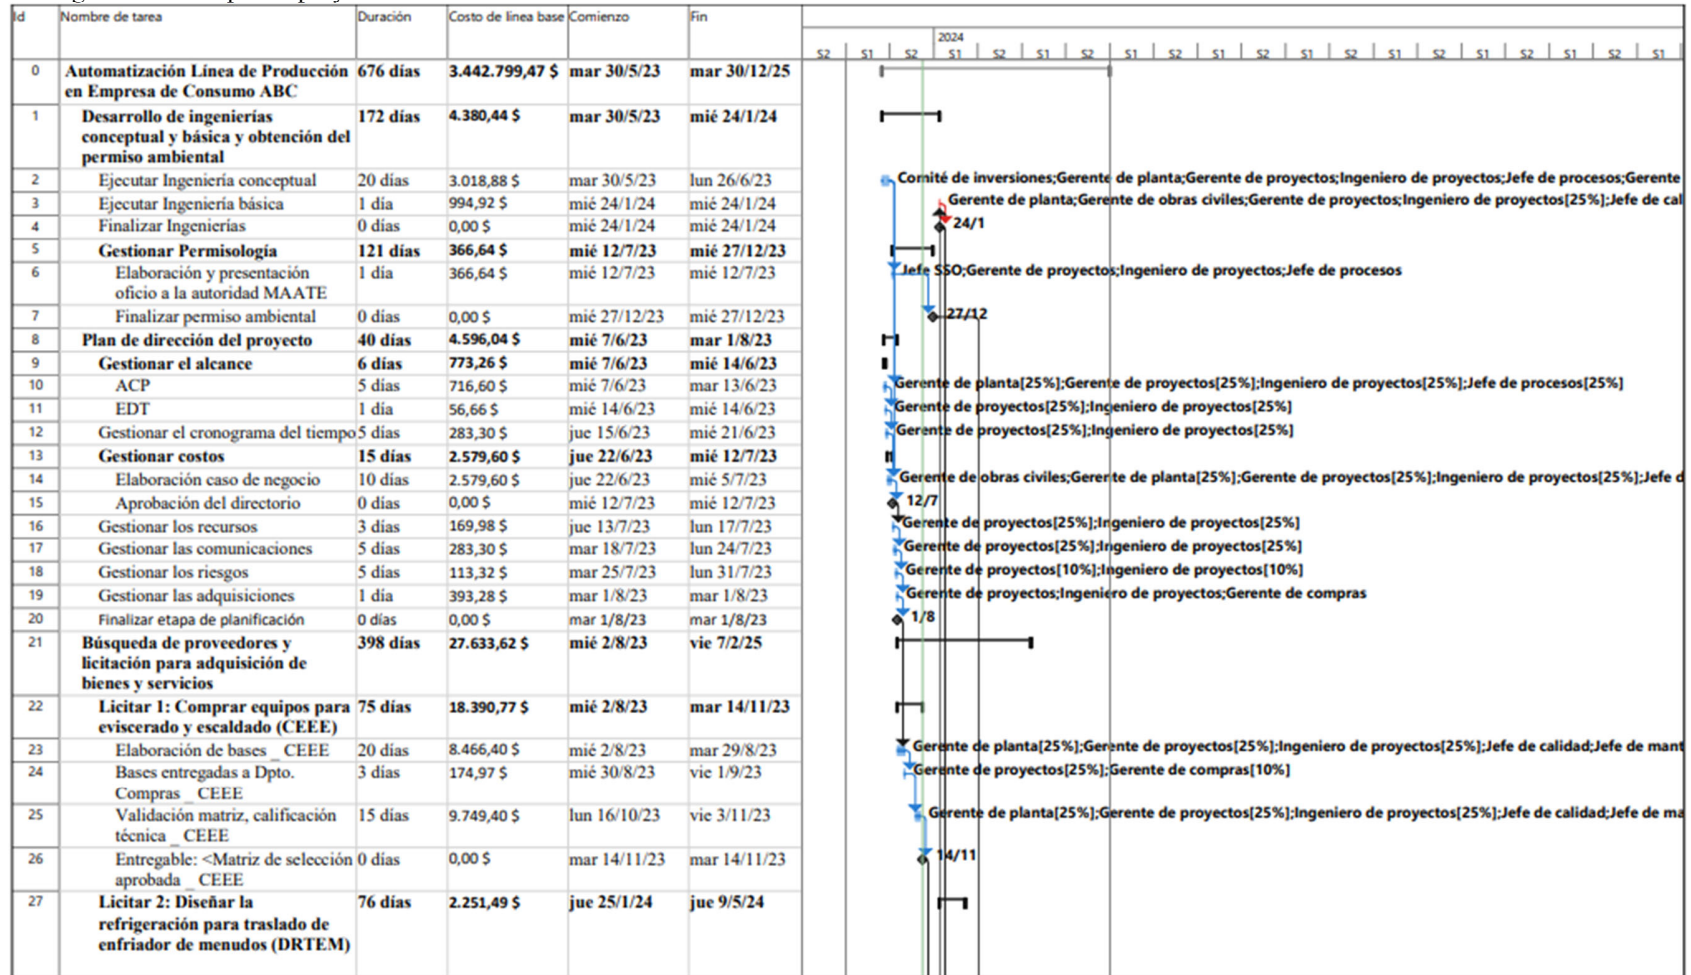 Id Nombre de tarea Duración Costo de línea base Comienzo Fin
2024
S2 S1 S2 S1 S2 S1 S2 S1 S2 S1 S2 S1 S2 S1 S2 S1 S2 S1 S2 S1
0 Automatización Línea de Producción 676 días 3.442.799,47 $ mar 30/5/23 mar 30/12/25
en Empresa de Consumo ABC
1 Desarrollo de ingenierías 172 días 4.380,44 $ mar 30/5/23 mié 24/1/24
conceptual y básica y obtención del
permiso ambiental
2 Ejecutar Ingeniería conceptual 20 días 3.018,88 $ mar 30/5/23 lun 26/6/23 Comité de inversiones;Gerente de planta;Gerente de proyectos;Ingeniero de proyectos;Jefe de procesos;Gerente
3 Ejecutar Ingeniería básica 1 día 994,92 $ mié 24/1/24 mié 24/1/24 Gerente de planta;Gerente de obras civiles;Gerente de proyectos;Ingeniero de proyectos[25%];Jefe de cal
4 Finalizar Ingenierías 0 días 0,00 $ mié 24/1/24 mié 24/1/24 24/1
5 Gestionar Permisología 121 días 366,64 $ mié 12/7/23 mié 27/12/23
6 Elaboración y presentación 1 día 366,64 $ mié 12/7/23 mié 12/7/23 Jefe SSO;Gerente de proyectos;Ingeniero de proyectos;Jefe de procesos
oficio a la autoridad MAATE
7 Finalizar permiso ambiental 0 días 0,00 $ mié 27/12/23 mié 27/12/23 27/12
8 Plan de dirección del proyecto 40 días 4.596,04 $ mié 7/6/23 mar 1/8/23
9 Gestionar el alcance 6 días 773,26 $ mié 7/6/23 mié 14/6/23
10 ACP 5 días 716,60 $ mié 7/6/23 mar 13/6/23 Gerente de planta[25%];Gerente de proyectos[25%];Ingeniero de proyectos[25%];Jefe de procesos[25%]
11 EDT 1 día 56,66 $ mié 14/6/23 mié 14/6/23 Gerente de proyectos[25%];Ingeniero de proyectos[25%]
12 Gestionar el cronograma del tiempo 5 días 283,30 $ jue 15/6/23 mié 21/6/23 Gerente de proyectos[25%];Ingeniero de proyectos[25%]
13 Gestionar costos 15 días 2.579,60 $ jue 22/6/23 mié 12/7/23
14 Elaboración caso de negocio 10 días 2.579,60 $ jue 22/6/23 mié 5/7/23 Gerente de obras civiles;Gerente de planta[25%];Gerente de proyectos[25%];Ingeniero de proyectos[25%];Jefe d
15 Aprobación del directorio 0 días 0,00 $ mié 12/7/23 mié 12/7/23 12/7
16 Gestionar los recursos 3 días 169,98 $ jue 13/7/23 lun 17/7/23 Gerente de proyectos[25%];Ingeniero de proyectos[25%]
17 Gestionar las comunicaciones 5 días 283,30 $ mar 18/7/23 lun 24/7/23 Gerente de proyectos[25%];Ingeniero de proyectos[25%]
18 Gestionar los riesgos 5 días 113,32 $ mar 25/7/23 lun 31/7/23 Gerente de proyectos[10%];Ingeniero de proyectos[10%]
19 Gestionar las adquisiciones 1 día 393,28 $ mar 1/8/23 mar 1/8/23 Gerente de proyectos;Ingeniero de proyectos;Gerente de compras
20 Finalizar etapa de planificación 0 días 0,00 $ mar 1/8/23 mar 1/8/23 1/8
21 Búsqueda de proveedores y 398 días 27.633,62 $ mié 2/8/23 vie 7/2/25
licitación para adquisición de
bienes y servicios
22 Licitar 1: Comprar equipos para 75 días 18.390,77 $ mié 2/8/23 mar 14/11/23
eviscerado y escaldado (CEEE)
23 Elaboración de bases _ CEEE 20 días 8.466,40 $ mié 2/8/23 mar 29/8/23 Gerente de planta[25%];Gerente de proyectos[25%];Ingeniero de proyectos[25%];Jefe de calidad;Jefe de mant
24 Bases entregadas a Dpto. 3 días 174,97 $ mié 30/8/23 vie 1/9/23 Gerente de proyectos[25%];Gerente de compras[10%]
Compras _ CEEE
25 Validación matriz, calificación 15 días 9.749,40 $ lun 16/10/23 vie 3/11/23 Gerente de planta[25%];Gerente de proyectos[25%];Ingeniero de proyectos[25%];Jefe de calidad;Jefe de ma
técnica _ CEEE
26 Entregable: <Matriz de selección 0 días 0,00 $ mar 14/11/23 mar 14/11/23 14/11
aprobada _ CEEE
27 Licitar 2: Diseñar la 76 días 2.251,49 $ jue 25/1/24 jue 9/5/24
refrigeración para traslado de
enfriador de menudos (DRTEM)